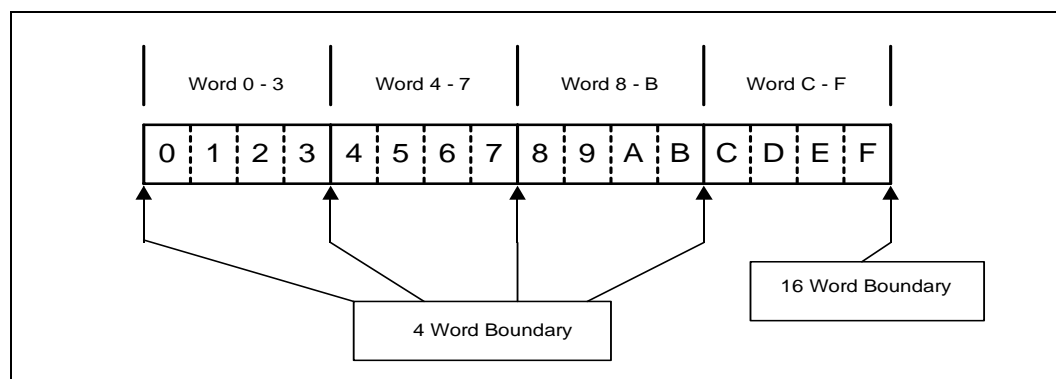 Word 0 - 3 Word 4 - 7 Word 8 - B Word C - F
0 1 2 3 4 5 6 7 8 9 A B C D E F
16 Word Boundary
4 Word Boundary